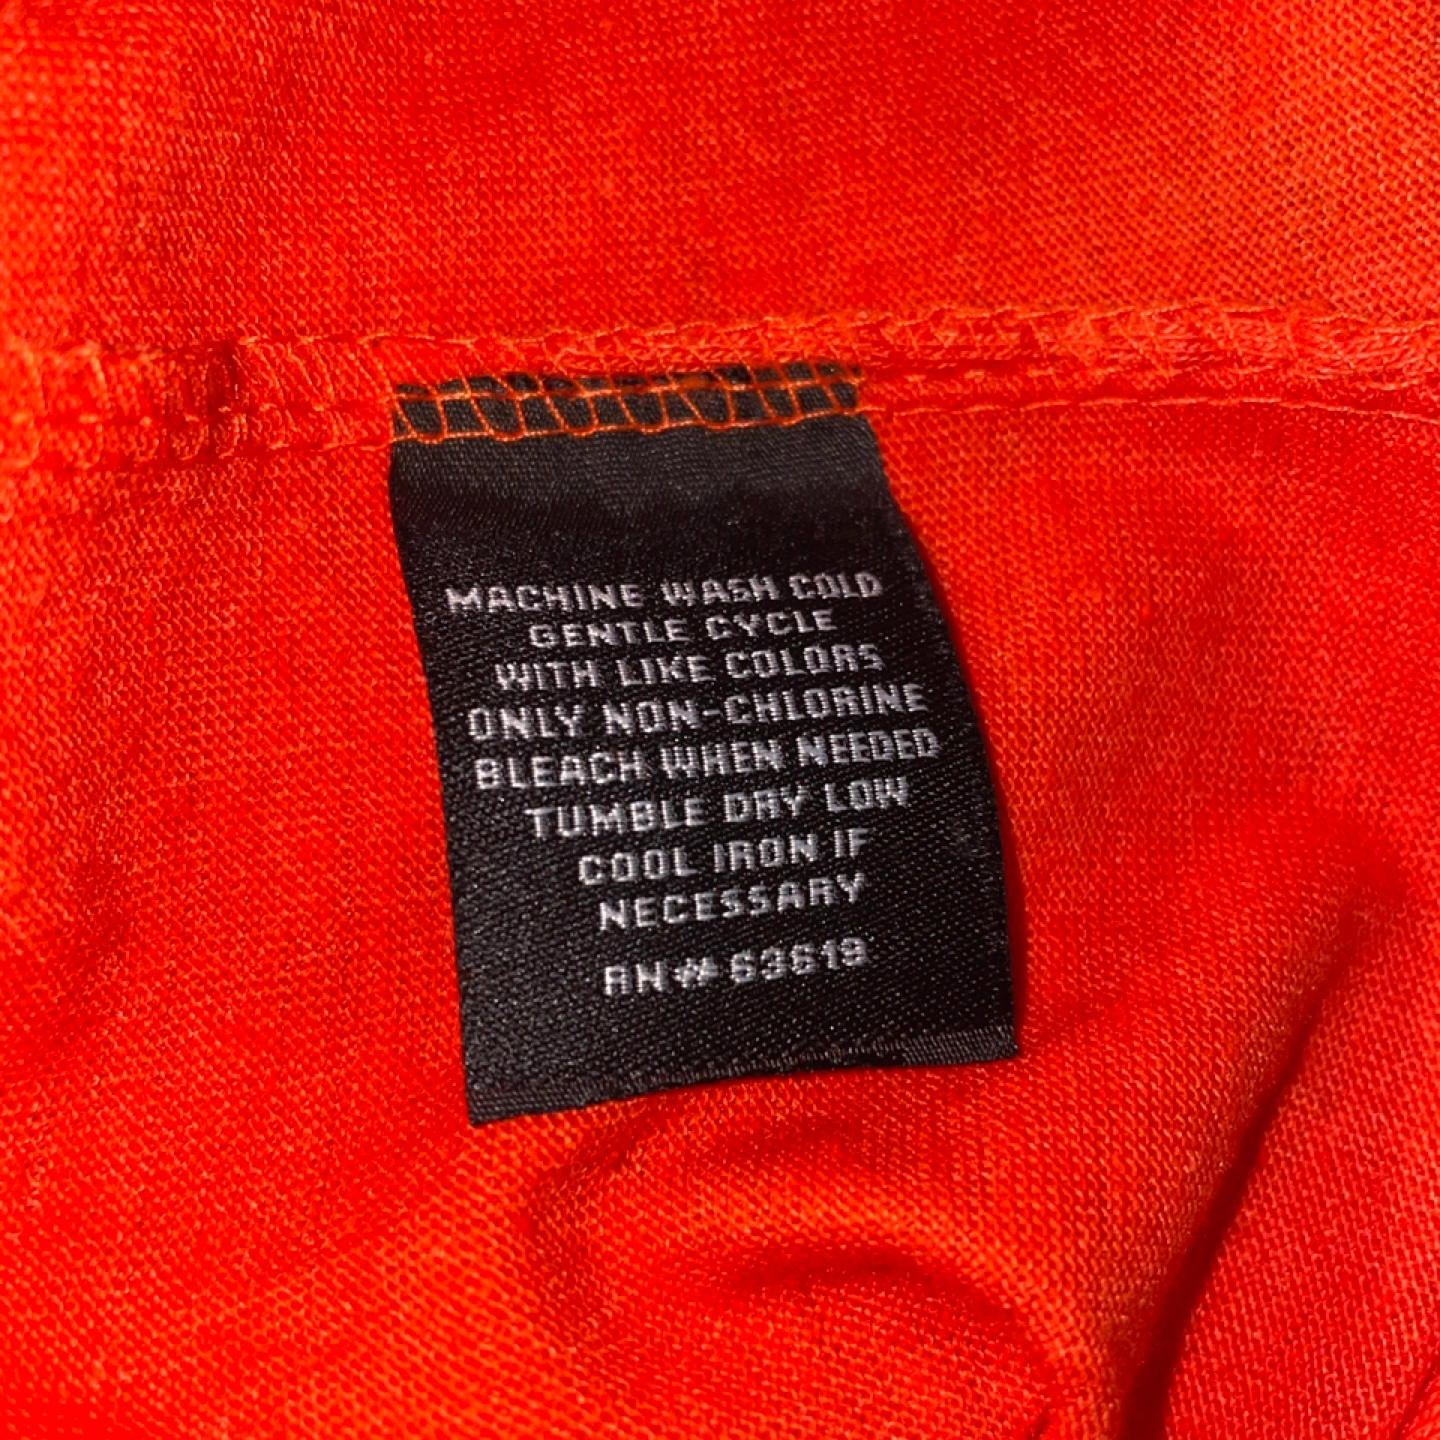 MACHINE WASH COLD
GENTLE CYCLE
WITH LIKE COLORS
ONLY NON-CHLORINE
BLEACH WHEN NEEDED
TUMBLE DRY LOW
COOL IRON IF
NECESSARY
RN# 63619